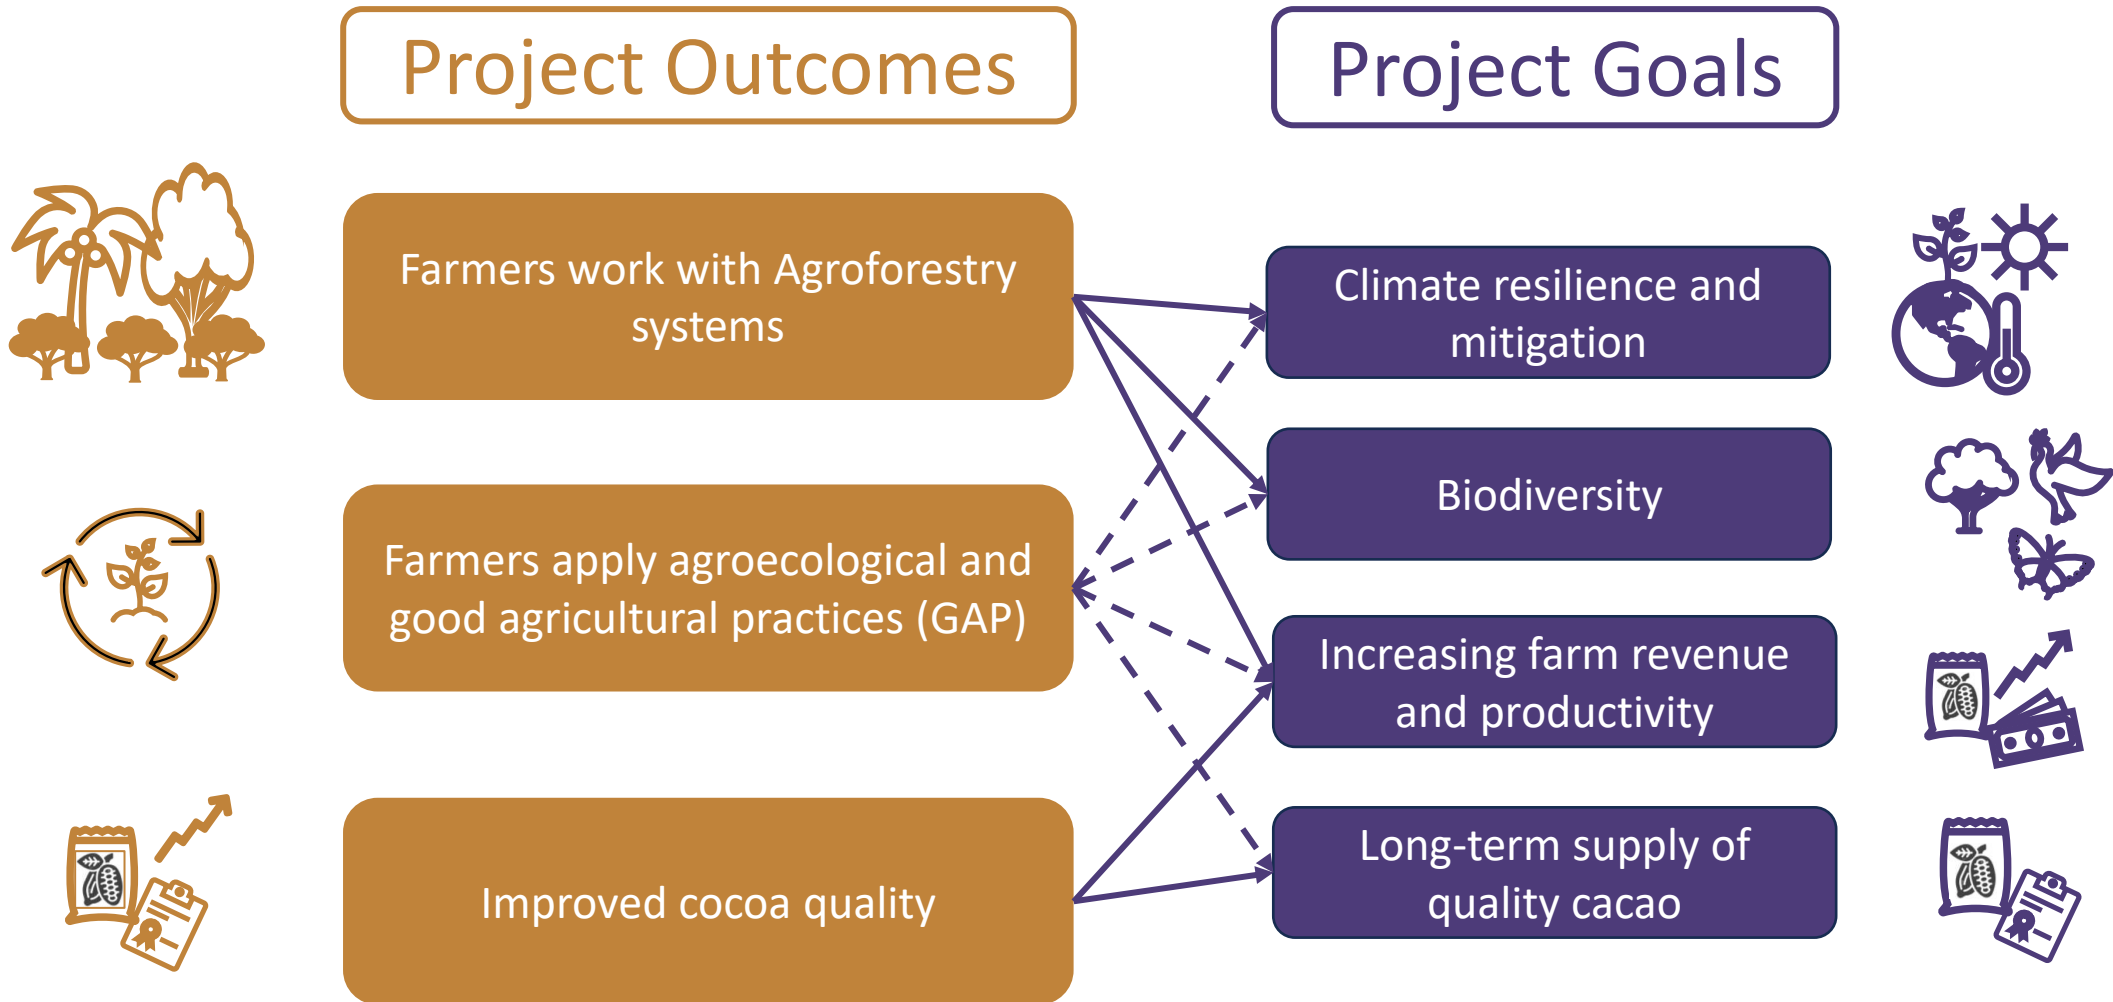 Project Outcomes
Project Goals
Farmers work with Agroforestry
systems
Farmers apply agroecological and
good agricultural practices (GAP)
Improved cocoa quality
Climate resilience and
mitigation
Biodiversity
Increasing farm revenue
and productivity
Long-term supply of
quality cacao